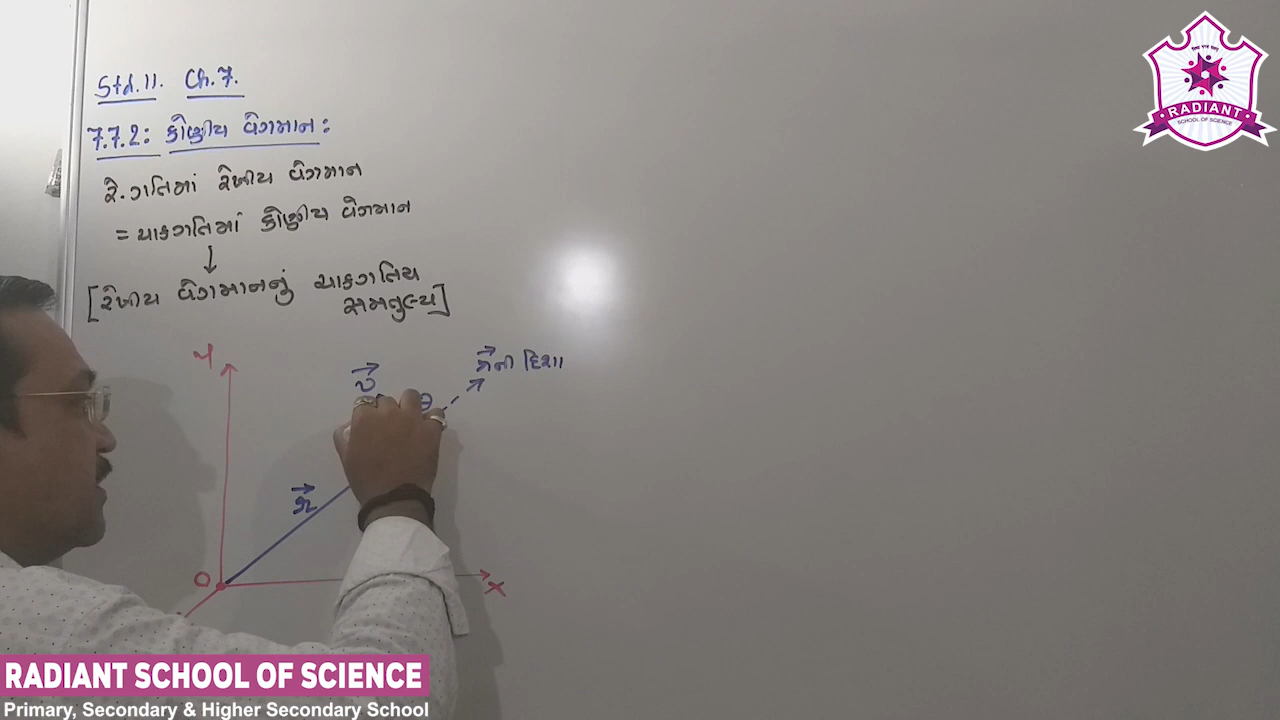 Std.11. Ch.7.
7.7.2: કોણીય વેગમાન:
રે.ગતિમાં રેખીય વેગમાન
= ચાકગતિમાં કોણીય વેગમાન
[રેખીય વેગમાનનું ચાકગતિય
સમતુલ્ય]
Y
v
θ
r ની દિશા
r
O
X
RADIANT
SCHOOL OF SCIENCE
RADIANT SCHOOL OF SCIENCE
Primary, Secondary & Higher Secondary School